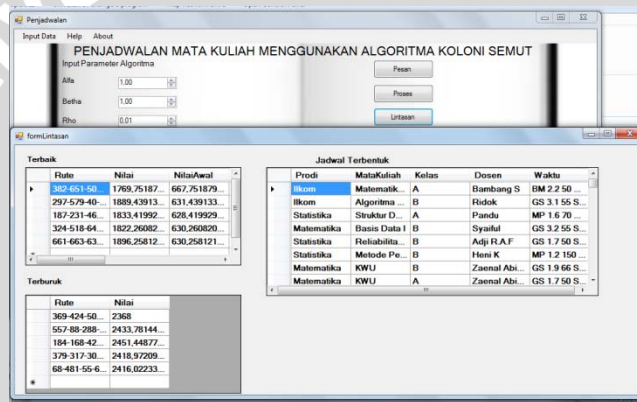 Penjadwalan
Input Data Help About
PENJADWALAN MATA KULIAH MENGGUNAKAN ALGORITMA KOLONI SEMUT
Input Parameter Algoritma
Alfa 1.00
Betha 1.00
Rho 0.01
Pesan
Proses
Lintasan
formLintasan
Terbaik
Rute Nilai NilaiAwal
382-651-50... 1769,75187... 667,751879...
297-579-40-... 1889,43913... 631,439133...
187-231-46... 1833,41992... 628,419929...
324-518-64... 1822,26082... 630,260820...
661-663-63... 1896,25812... 630,258121...
Terburuk
Rute Nilai
369-424-50... 2368
557-88-288-... 2433,78144...
184-168-42... 2451,44877...
379-317-30... 2418,97209...
68-481-55-6... 2416,02233...
Jadwal Terbentuk
Prodi MataKuliah Kelas Dosen Waktu
Ilkom Matematik... A Bambang S BM 2.2 50 ...
Ilkom Algoritma ... B Ridok GS 3.1 55 S...
Statistika Struktur D... A Pandu MP 1.6 70 ...
Matematika Basis Data I B Syaiful GS 3.2 55 S...
Statistika Reliabilita... B Adji R.A.F GS 1.7 50 S...
Statistika Metode Pe... B Heni K MP 1.2 150 ...
Matematika KWU B Zaenal Abi... GS 1.9 66 S...
Matematika KWU A Zaenal Abi... GS 1.7 50 S...